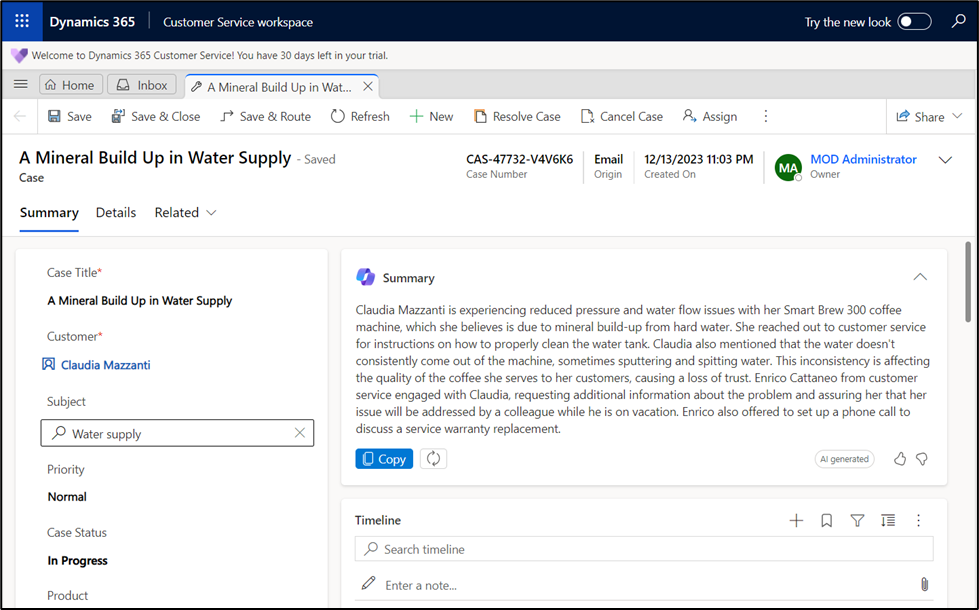 Dynamics 365 Customer Service workspace Try the new look
Welcome to Dynamics 365 Customer Service! You have 30 days left in your trial.
Home Inbox A Mineral Build Up in Wat...
Save Save & Close Save & Route Refresh New Resolve Case Cancel Case Assign Share
A Mineral Build Up in Water Supply - Saved
Case
CAS-47732-V4V6K6
Case Number
Email
Origin
12/13/2023 11:03 PM
Created On
MA
MOD Administrator
Owner
Summary Details Related
Case Title*
A Mineral Build Up in Water Supply
Customer*
Claudia Mazzanti
Subject
Water supply
Priority
Normal
Case Status
In Progress
Product
Summary
Claudia Mazzanti is experiencing reduced pressure and water flow issues with her Smart Brew 300 coffee
machine, which she believes is due to mineral build-up from hard water. She reached out to customer service
for instructions on how to properly clean the water tank. Claudia also mentioned that the water doesn't
consistently come out of the machine, sometimes sputtering and spitting water. This inconsistency is affecting
the quality of the coffee she serves to her customers, causing a loss of trust. Enrico Cattaneo from customer
service engaged with Claudia, requesting additional information about the problem and assuring her that her
issue will be addressed by a colleague while he is on vacation. Enrico also offered to set up a phone call to
discuss a service warranty replacement.
Copy AI generated
Timeline
Search timeline
Enter a note...